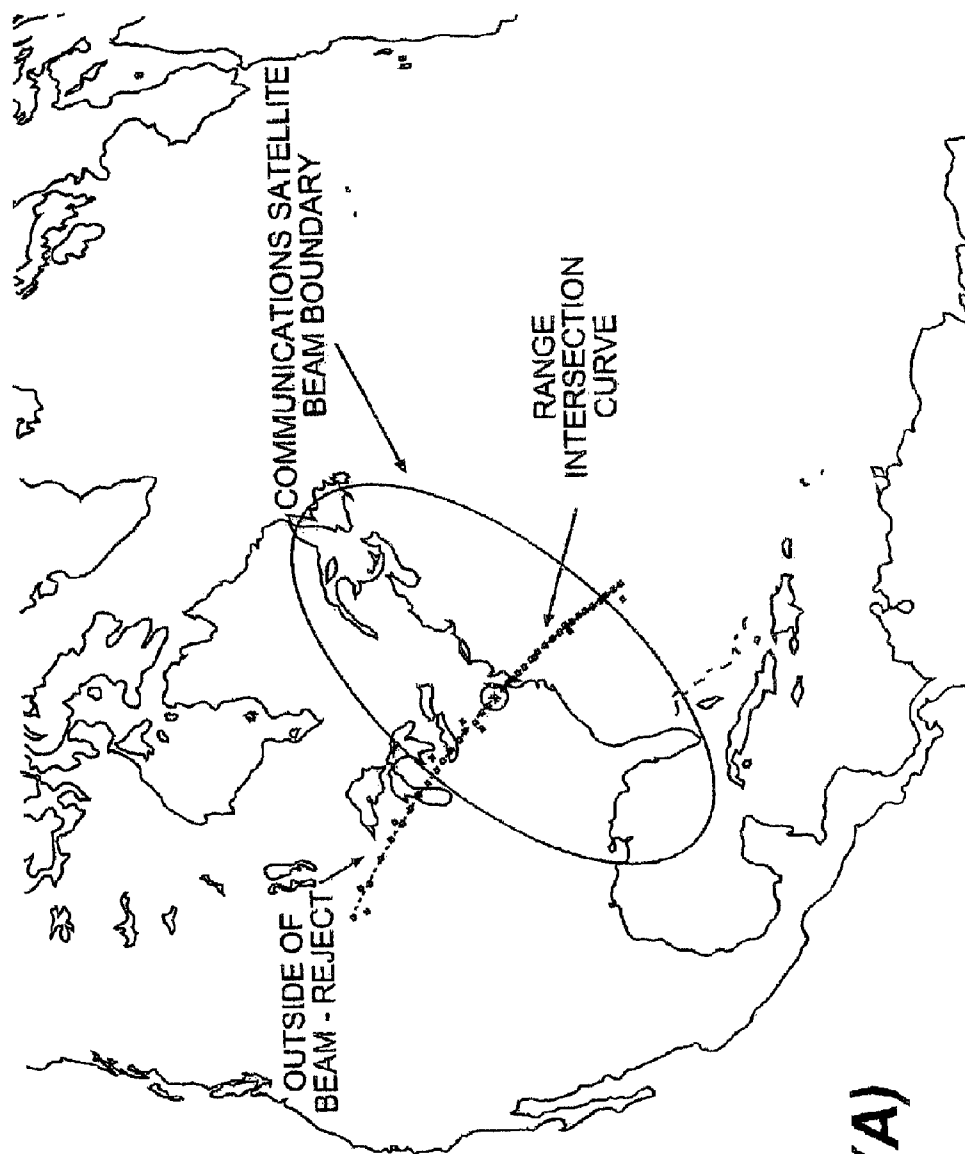 COMMUNICATIONS SATELLITE
BEAM BOUNDARY
RANGE
INTERSECTION
CURVE
OUTSIDE OF
BEAM - REJECT
(A)